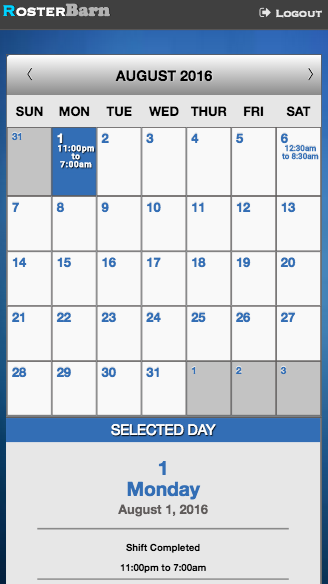 RosterBarn Logout
‹ AUGUST 2016 ›
SUN MON TUE WED THUR FRI SAT
31 1 2 3 4 5 6
11:00pm 12:30am
to to 8:30am
7:00am
7 8 9 10 11 12 13
14 15 16 17 18 19 20
21 22 23 24 25 26 27
28 29 30 31 1 2 3
SELECTED DAY
1
Monday
August 1, 2016
Shift Completed
11:00pm to 7:00am